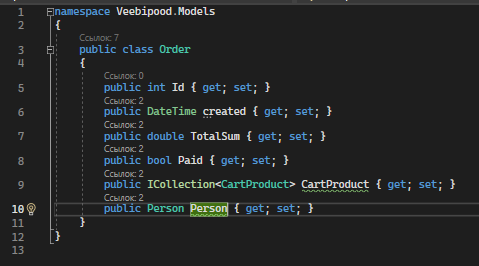 1 namespace Veebipood.Models
2 {
Ссылок: 7
3 public class Order
4 {
Ссылок: 0
5 public int Id { get; set; }
Ссылок: 2
6 public DateTime created { get; set; }
Ссылок: 2
7 public double TotalSum { get; set; }
Ссылок: 2
8 public bool Paid { get; set; }
Ссылок: 2
9 public ICollection<CartProduct> CartProduct { get; set; }
Ссылок: 2
10 public Person Person { get; set; }
11 }
12 }
13